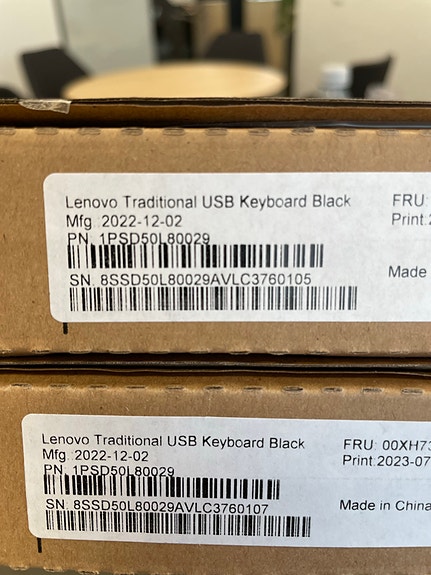 Lenovo Traditional USB Keyboard Black
FRU:
Mfg: 2022-12-02
Print:
PN: 1PSD50L80029
SN: 8SSD50L80029AVLC3760105
Made
Lenovo Traditional USB Keyboard Black
FRU: 00XH73
Mfg: 2022-12-02
Print:2023-07
PN: 1PSD50L80029
SN: 8SSD50L80029AVLC3760107
Made in China